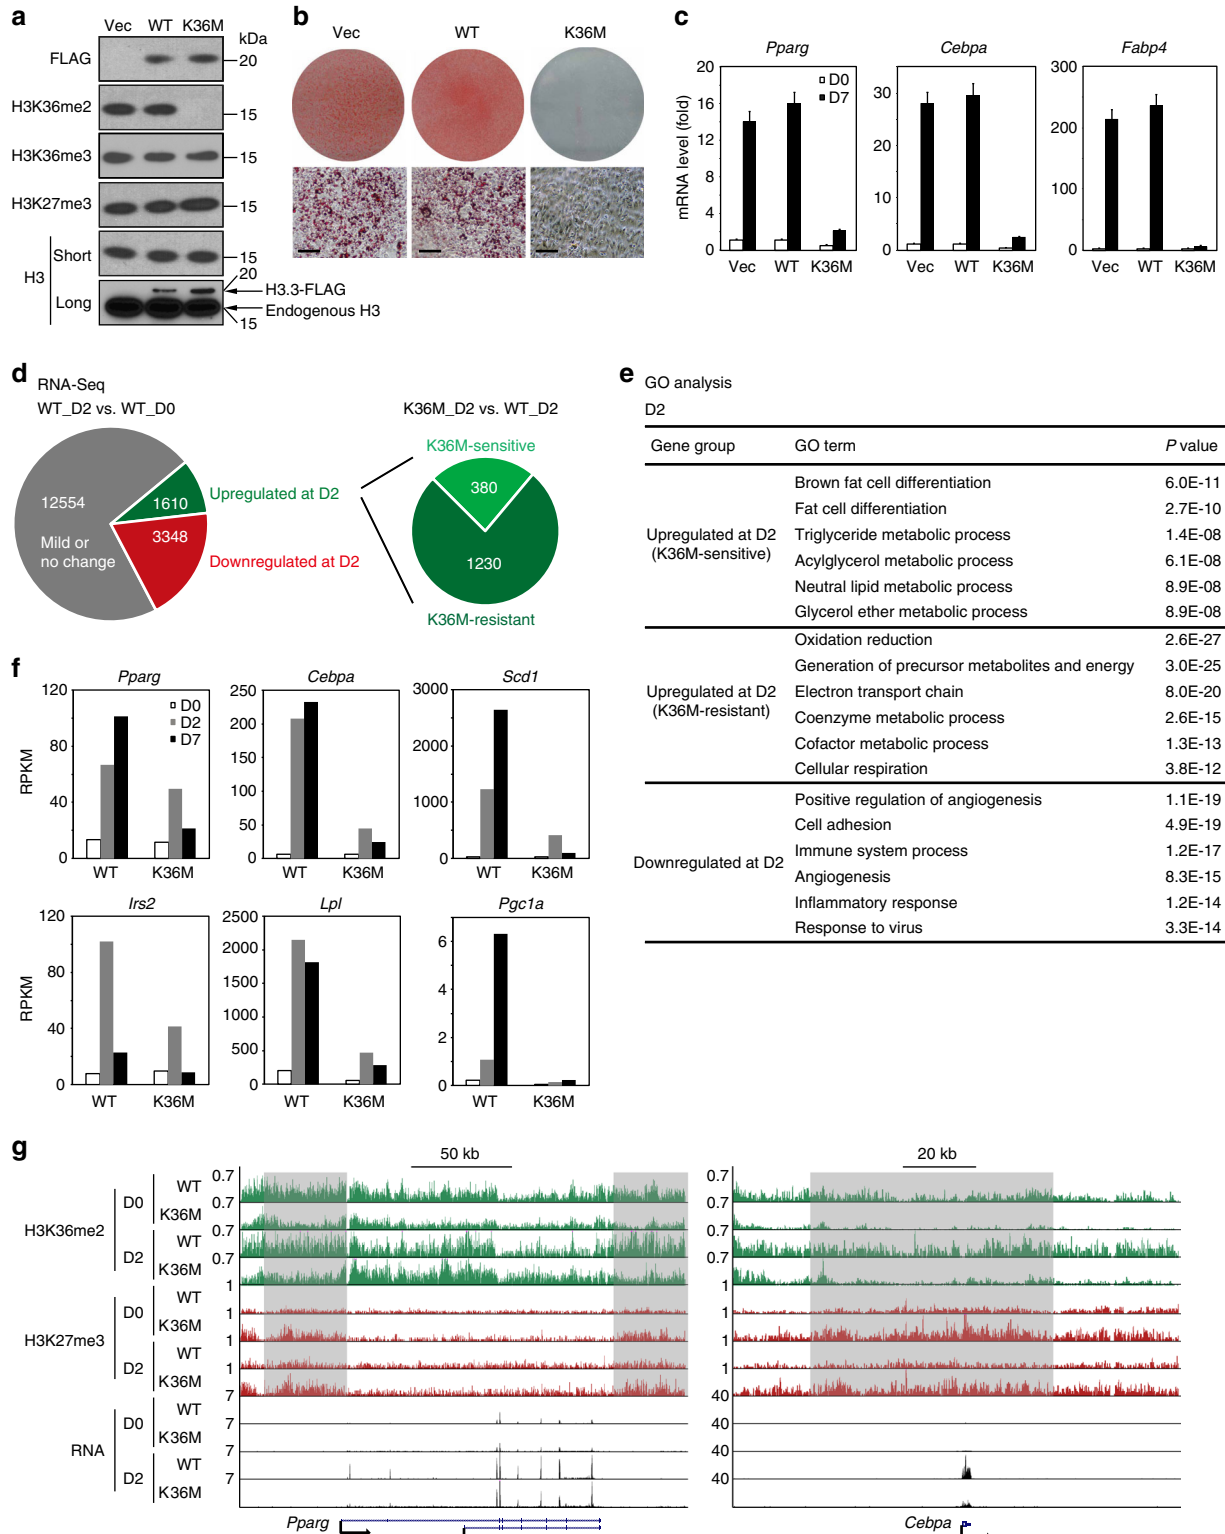 a
Vec WT K36M
kDa
FLAG
20
H3K36me2
15
H3K36me3
15
H3K27me3
15
H3
Short
15
20
Long
H3.3-FLAG
Endogenous H3
15
b
Vec WT K36M
c
Pparg
Cebpa
Fabp4
mRNA level (fold)
20
16
12
8
4
0
D0
D7
Vec WT K36M
30
20
10
0
Vec WT K36M
300
200
100
0
Vec WT K36M
d
RNA-Seq
WT_D2 vs. WT_D0
12554
Mild or
no change
1610
3348
Upregulated at D2
Downregulated at D2
K36M_D2 vs. WT_D2
K36M-sensitive
380
1230
K36M-resistant
e
GO analysis
D2
Gene group GO term P value
Upregulated at D2
(K36M-sensitive)
Brown fat cell differentiation 6.0E-11
Fat cell differentiation 2.7E-10
Triglyceride metabolic process 1.4E-08
Acylglycerol metabolic process 6.1E-08
Neutral lipid metabolic process 8.9E-08
Glycerol ether metabolic process 8.9E-08
Upregulated at D2
(K36M-resistant)
Oxidation reduction 2.6E-27
Generation of precursor metabolites and energy 3.0E-25
Electron transport chain 8.0E-20
Coenzyme metabolic process 2.6E-15
Cofactor metabolic process 1.3E-13
Cellular respiration 3.8E-12
Downregulated at D2
Positive regulation of angiogenesis 1.1E-19
Cell adhesion 4.9E-19
Immune system process 1.2E-17
Angiogenesis 8.3E-15
Inflammatory response 1.2E-14
Response to virus 3.3E-14
f
Pparg
RPKM
120
80
40
0
D0
D2
D7
WT K36M
Cebpa
250
200
150
100
50
0
WT K36M
Scd1
3000
2000
1000
0
WT K36M
Irs2
RPKM
120
80
40
0
WT K36M
Lpl
2500
2000
1500
1000
500
0
WT K36M
Pgc1a
6
4
2
0
WT K36M
g
50 kb
20 kb
H3K36me2
D0
WT
K36M
D2
WT
K36M
H3K27me3
D0
WT
K36M
D2
WT
K36M
RNA
D0
WT
K36M
D2
WT
K36M
0.7
0.7
0.7
0.7
1
1
1
1
7
7
7
7
0.7
0.7
0.7
0.7
1
1
1
1
40
40
40
40
Pparg
Cebpa